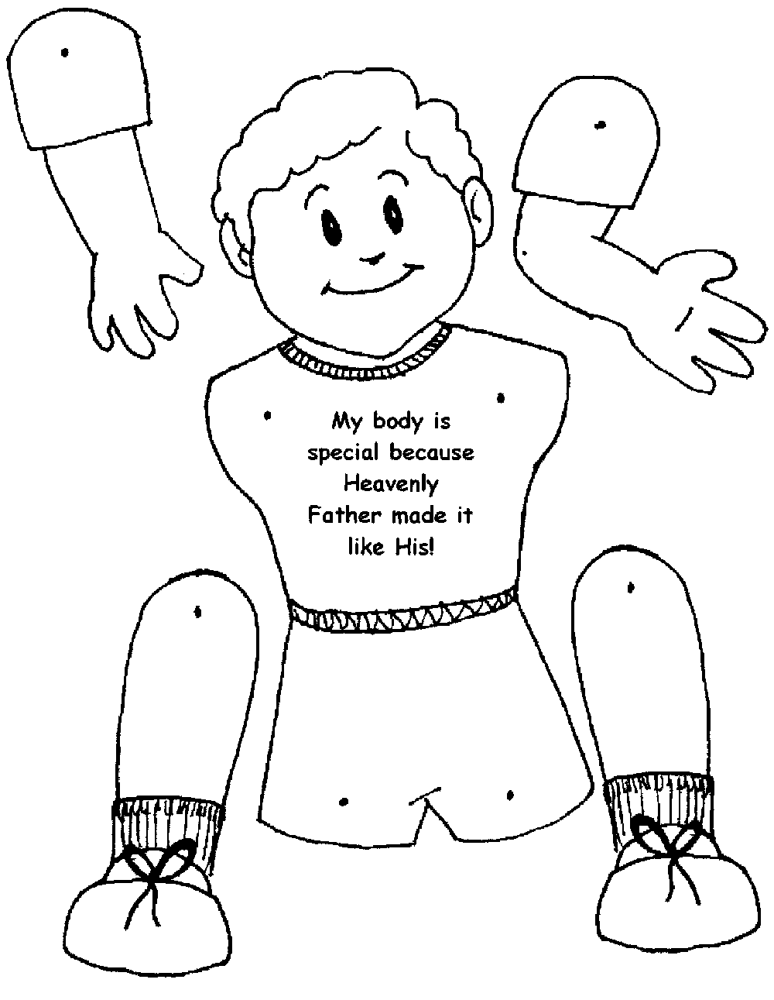 My body is
special because
Heavenly
Father made it
like His!